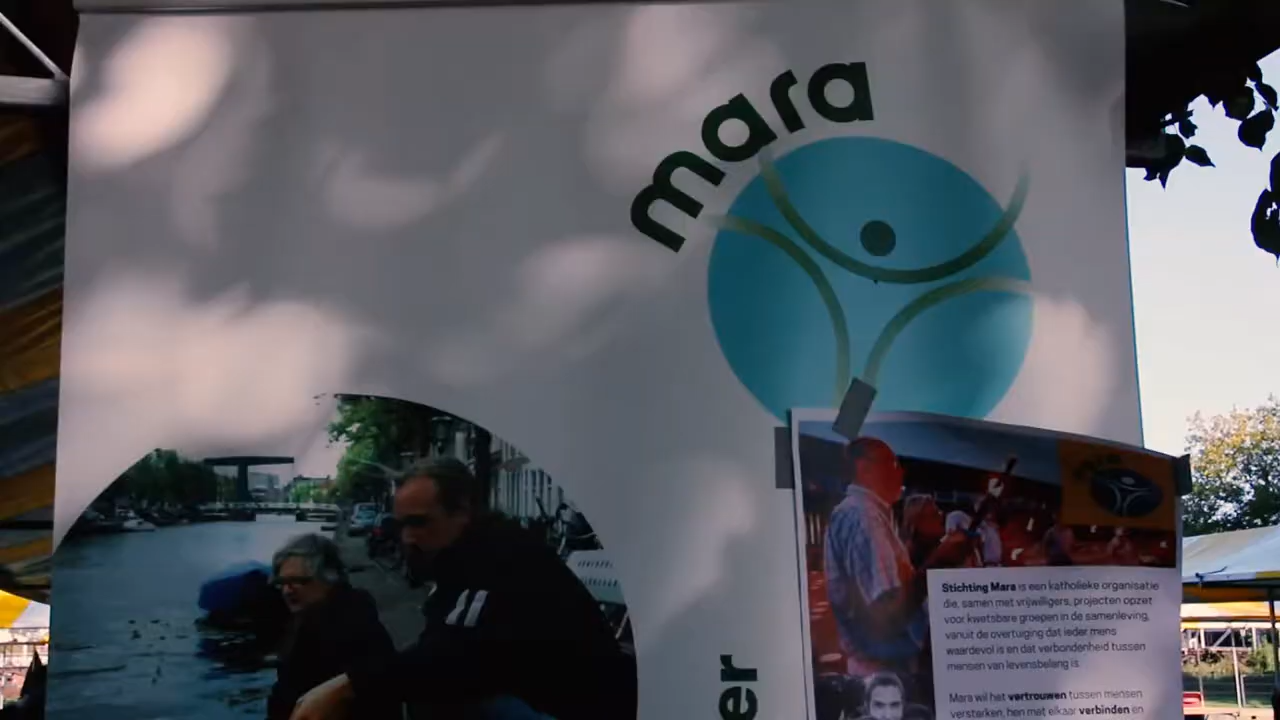 mara
Stichting Mara is een katholieke organisatie
die, samen met vrijwilligers, projecten opzet
voor kwetsbare groepen in de samenleving,
vanuit de overtuiging dat ieder mens
waardevol is en dat verbondenheid tussen
mensen van levensbelang is.
Mara wil het vertrouwen tussen mensen
versterken, hen met elkaar verbinden en
er